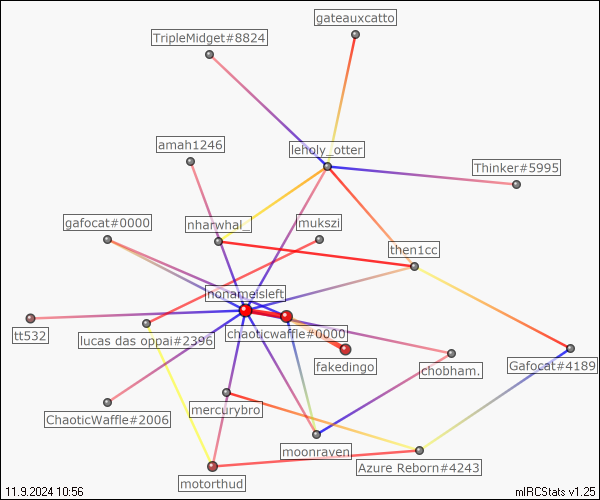 gateauxcatto
TripleMidget#8824
amah1246
leholy_otter
Thinker#5995
gafocat#0000
nharwhal_
mukszi
then1cc
nonameisleft
tt532
lucas das oppai#2396
chaoticwaffle#0000
fakedingo
chobham.
Gafocat#4189
ChaoticWaffle#2006
mercurybro
moonraven
Azure Reborn#4243
motorthud
11.9.2024 10:56
mIRCStats v1.25